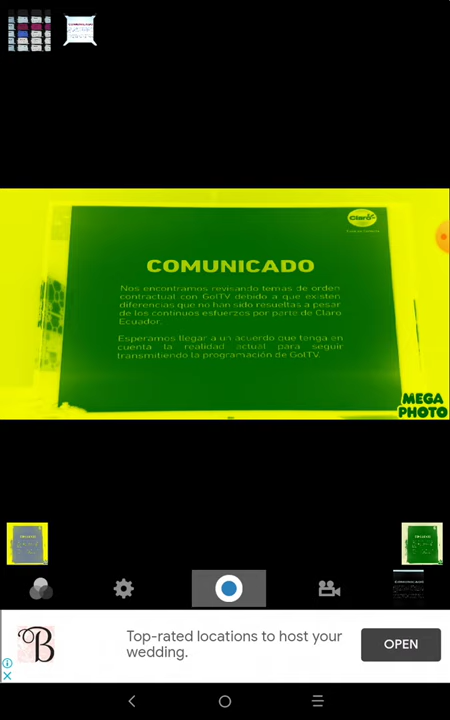 Claro
COMUNICADO
Nos encontramos revisando temas de orden
contractual con GolTV debido a que existen
diferencias que no han sido resueltas a pesar
de los continuos esfuerzos por parte de Claro
Ecuador.
Esperamos llegar a un acuerdo que tenga en
cuenta la realidad actual para seguir
transmitiendo la programación de GolTV.
MEGA
PHOTO
B
Top-rated locations to host your
wedding.
OPEN